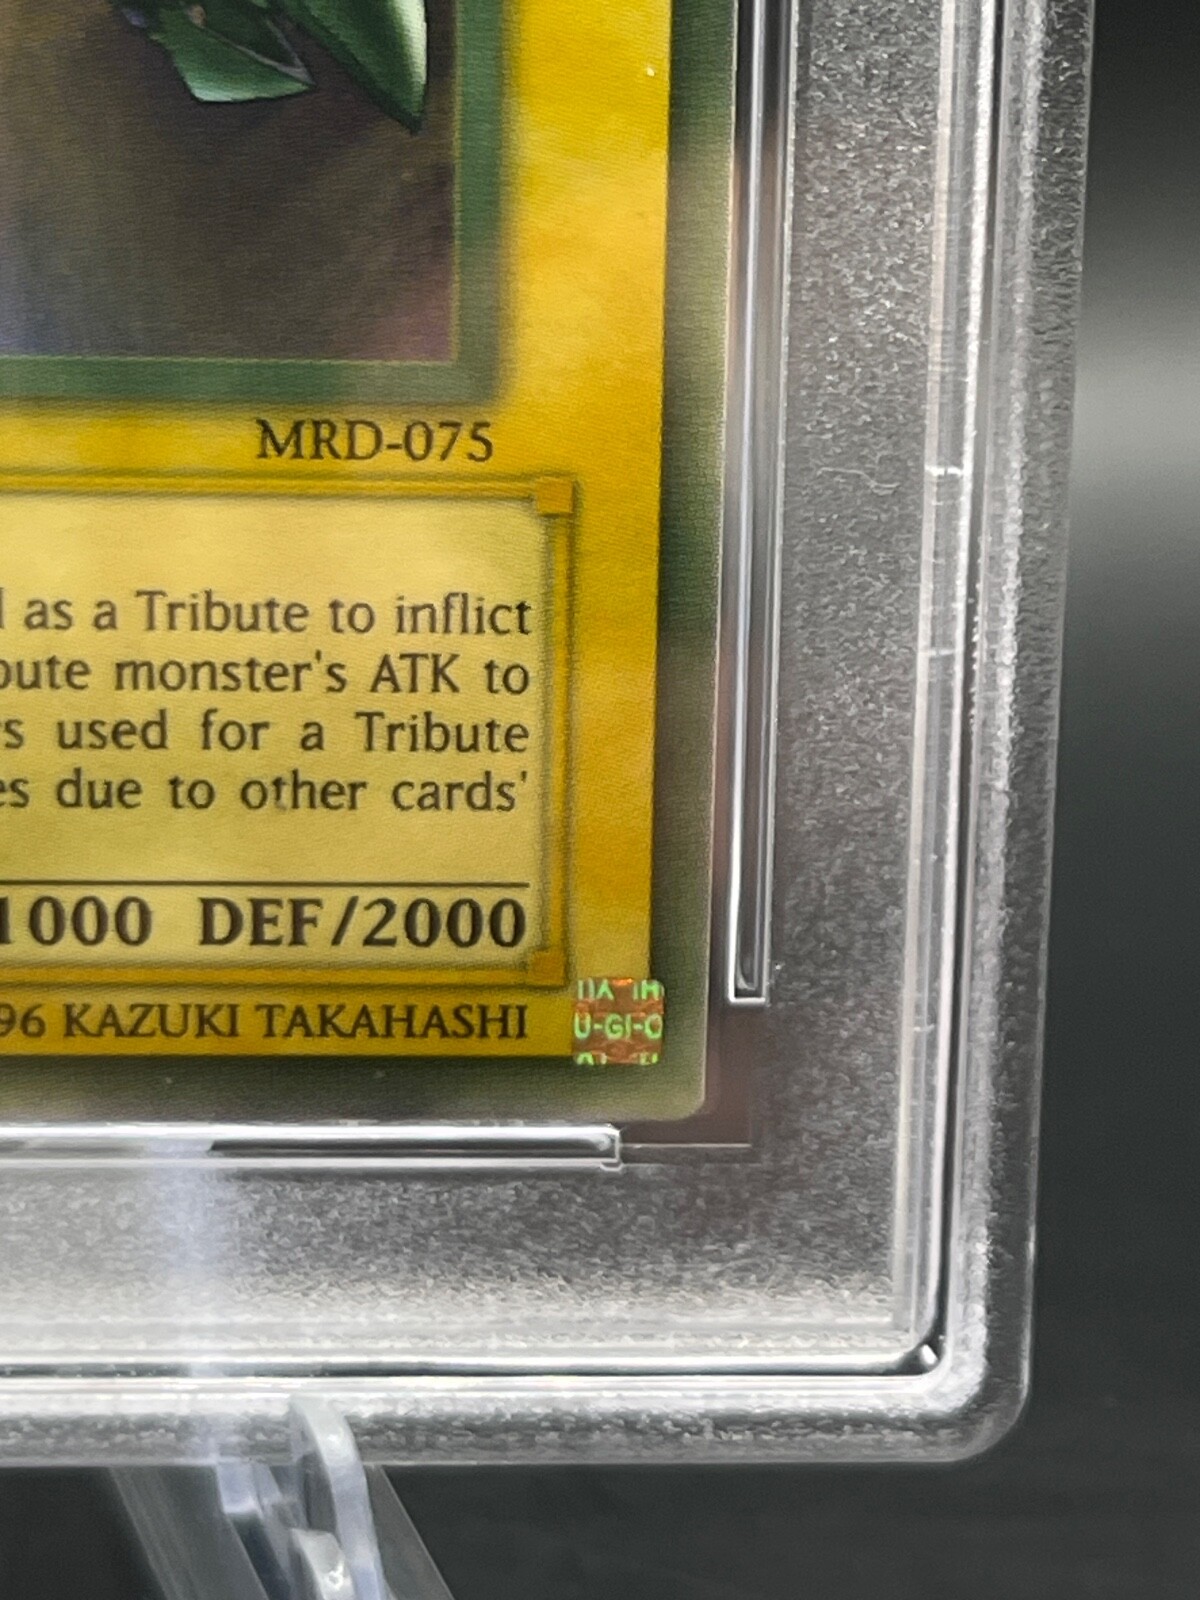 MRD-075
as a Tribute to inflict
bute monster's ATK to
s used for a Tribute
es due to other cards'
1000 DEF/2000
96 KAZUKI TAKAHASHI
U-GI-O